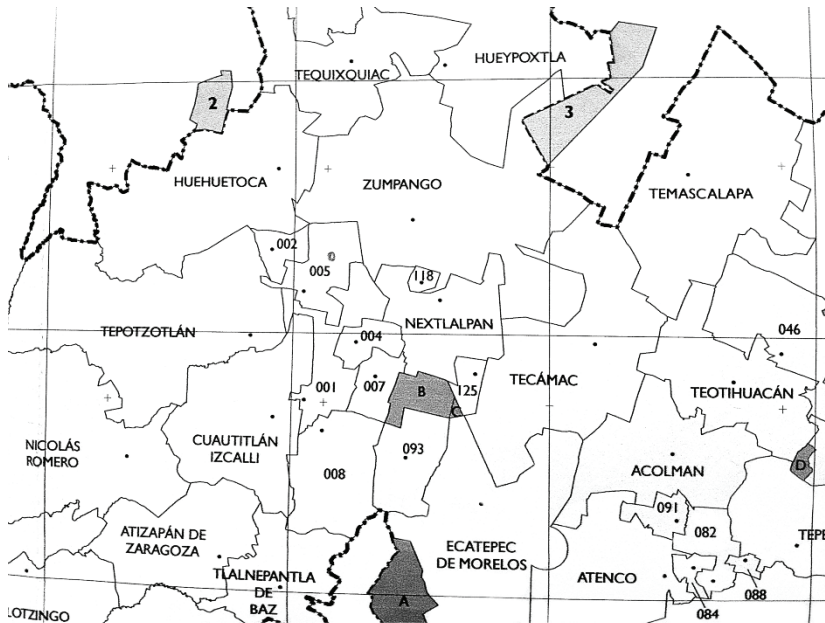 HUEYPOXTLA
TEQUIXQUIAC
2
3
HUEHUETOCA
ZUMPANGO
TEMASCALAPA
002
005
©
118
TEPOTZOTLÁN
NEXTLALPAN
004
046
001
007
B
125
C
TECÁMAC
TEOTIHUACÁN
NICOLÁS
ROMERO
CUAUTITLÁN
IZCALLI
093
008
ACOLMAN
D
091
082
ATIZAPÁN DE
ZARAGOZA
ECATEPEC
DE MORELOS
TEPE
TLALNEPANTLA
DE
BAZ
ATENCO
088
084
A
LOTZINGO